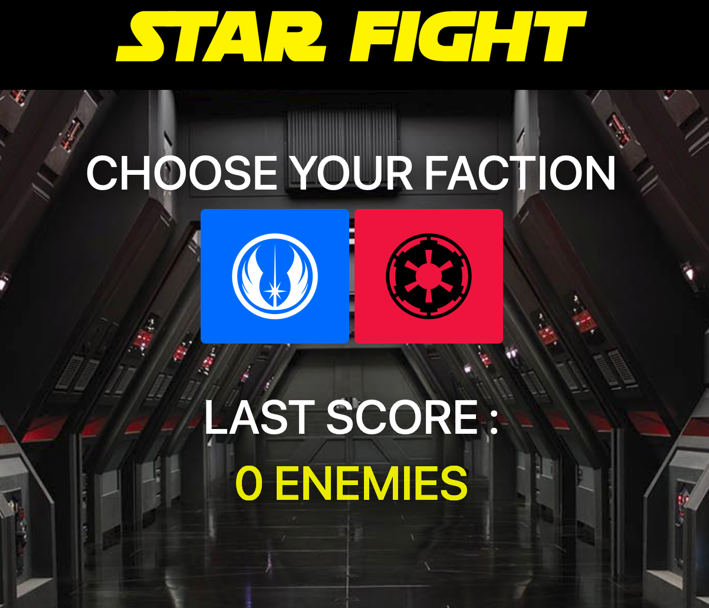 STAR FIGHT
CHOOSE YOUR FACTION
LAST SCORE :
0 ENEMIES